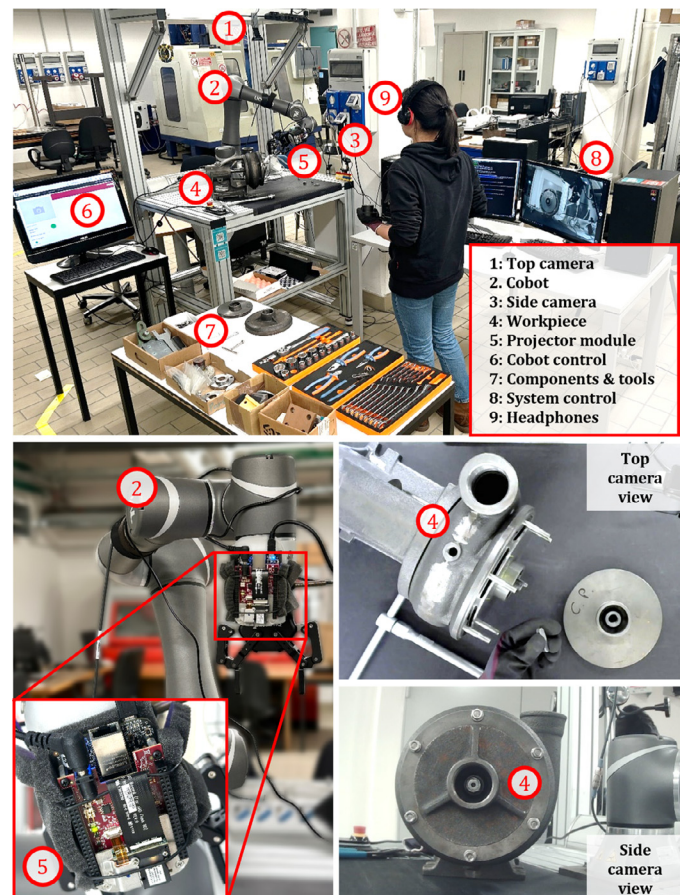 1
2
9
3
5
4
8
6
7
1: Top camera
2. Cobot
3: Side camera
4: Workpiece
5: Projector module
6: Cobot control
7: Components & tools
8: System control
9: Headphones
2
5
Top
camera
view
4
C P
4
Side
camera
view